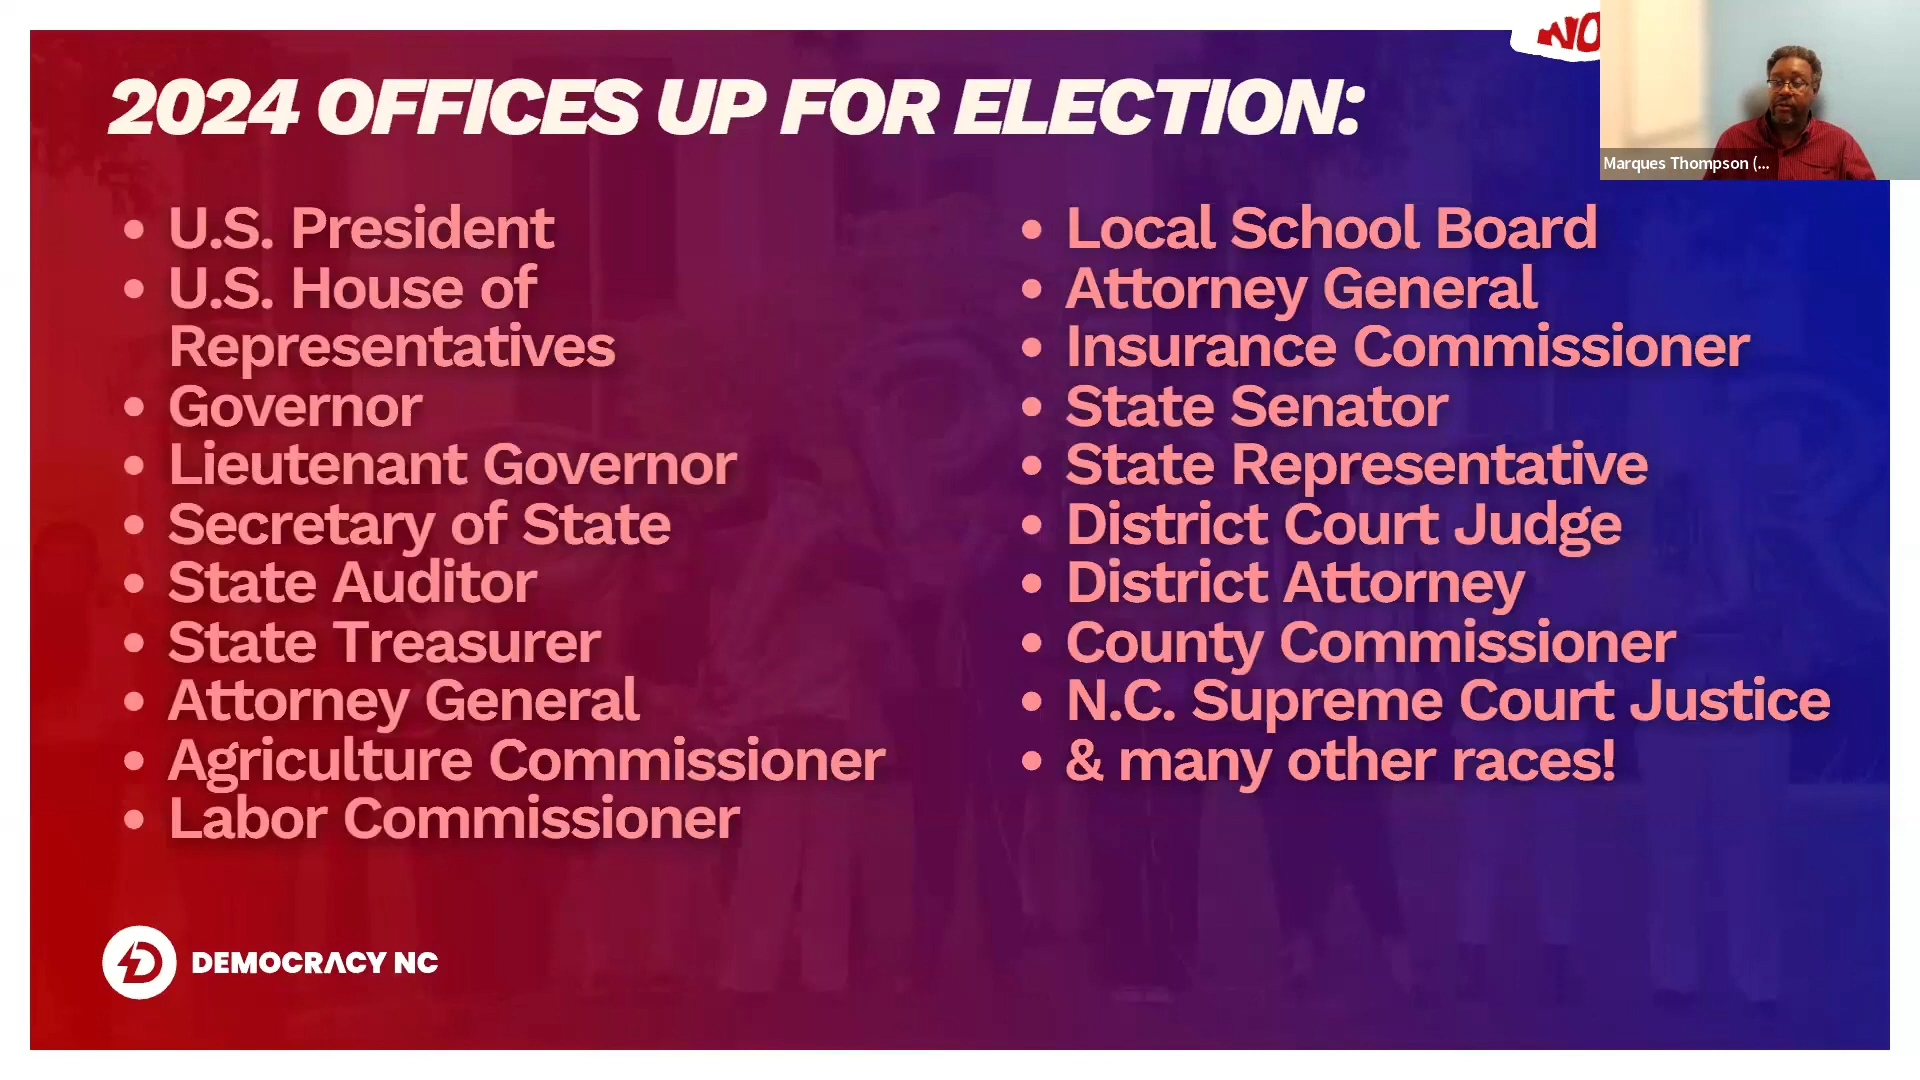 2024 OFFICES UP FOR ELECTION:
NO
Marques Thompson (...
• U.S. President
• U.S. House of
Representatives
• Governor
• Lieutenant Governor
• Secretary of State
• State Auditor
• State Treasurer
• Attorney General
• Agriculture Commissioner
• Labor Commissioner
• Local School Board
• Attorney General
• Insurance Commissioner
• State Senator
• State Representative
• District Court Judge
• District Attorney
• County Commissioner
• N.C. Supreme Court Justice
• & many other races!
DEMOCRACY NC